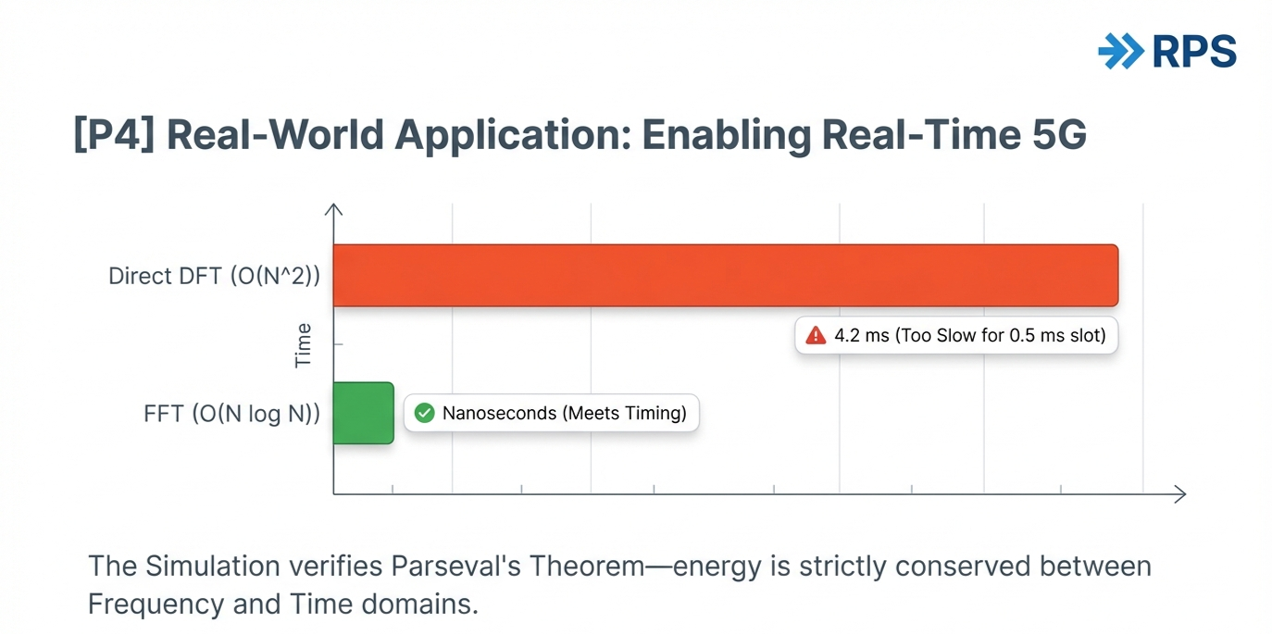 RPS
[P4] Real-World Application: Enabling Real-Time 5G
Direct DFT (O(N^2))
4.2 ms (Too Slow for 0.5 ms slot)
Time
FFT (O(N log N))
Nanoseconds (Meets Timing)
The Simulation verifies Parseval's Theorem—energy is strictly conserved between
Frequency and Time domains.